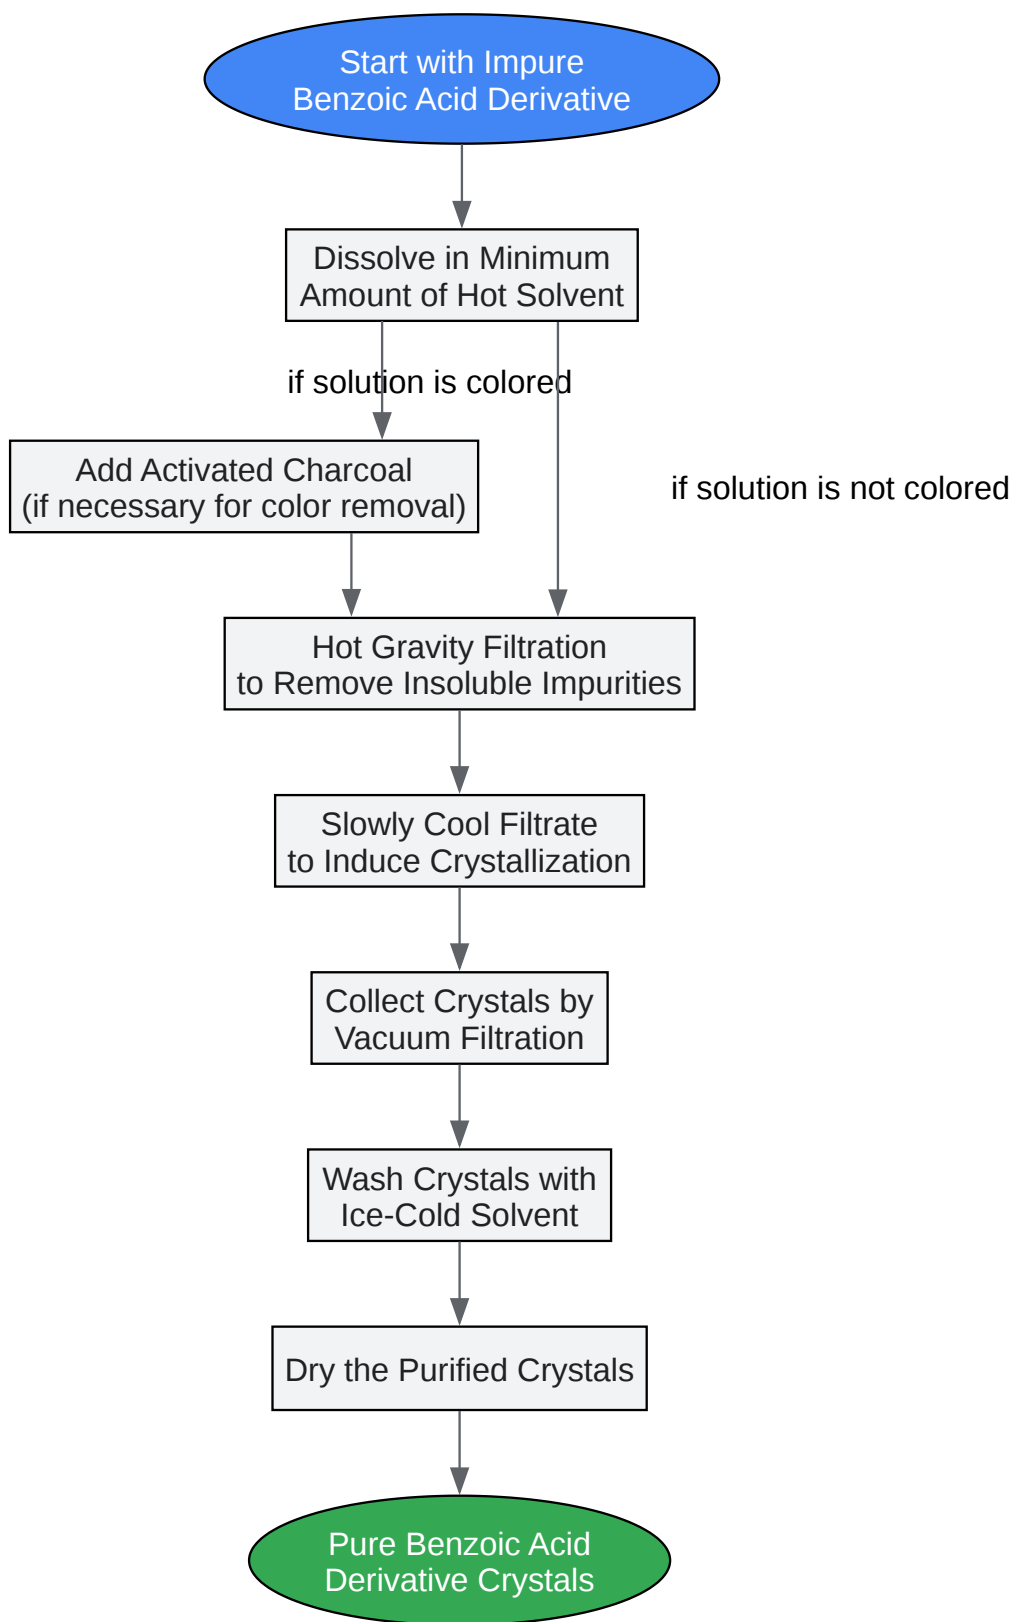 Start with Impure
Benzoic Acid Derivative
Dissolve in Minimum
Amount of Hot Solvent
if solution is colored
Add Activated Charcoal
(if necessary for color removal)
if solution is not colored
Hot Gravity Filtration
to Remove Insoluble Impurities
Slowly Cool Filtrate
to Induce Crystallization
Collect Crystals by
Vacuum Filtration
Wash Crystals with
Ice-Cold Solvent
Dry the Purified Crystals
Pure Benzoic Acid
Derivative Crystals